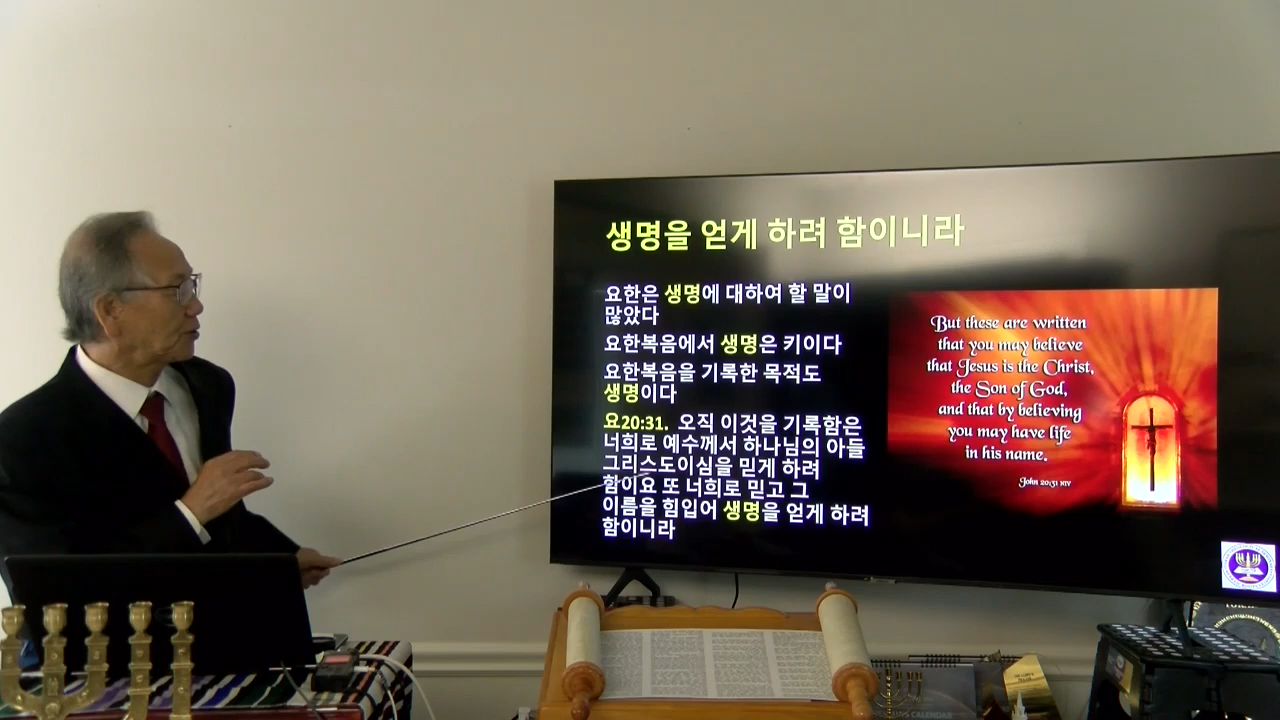 생명을 얻게 하려 함이니라
요한은 생명에 대하여 할 말이
많았다
요한복음에서 생명은 키이다
요한복음을 기록한 목적도
생명이다
요20:31. 오직 이것을 기록함은
너희로 예수께서 하나님의 아들
그리스도이심을 믿게 하려
함이요 또 너희로 믿고 그
이름을 힘입어 생명을 얻게 하려
함이니라
But these are written
that you may believe
that Jesus is the Christ,
the Son of God,
and that by believing
you may have life
in his name.
John 20:31 NIV